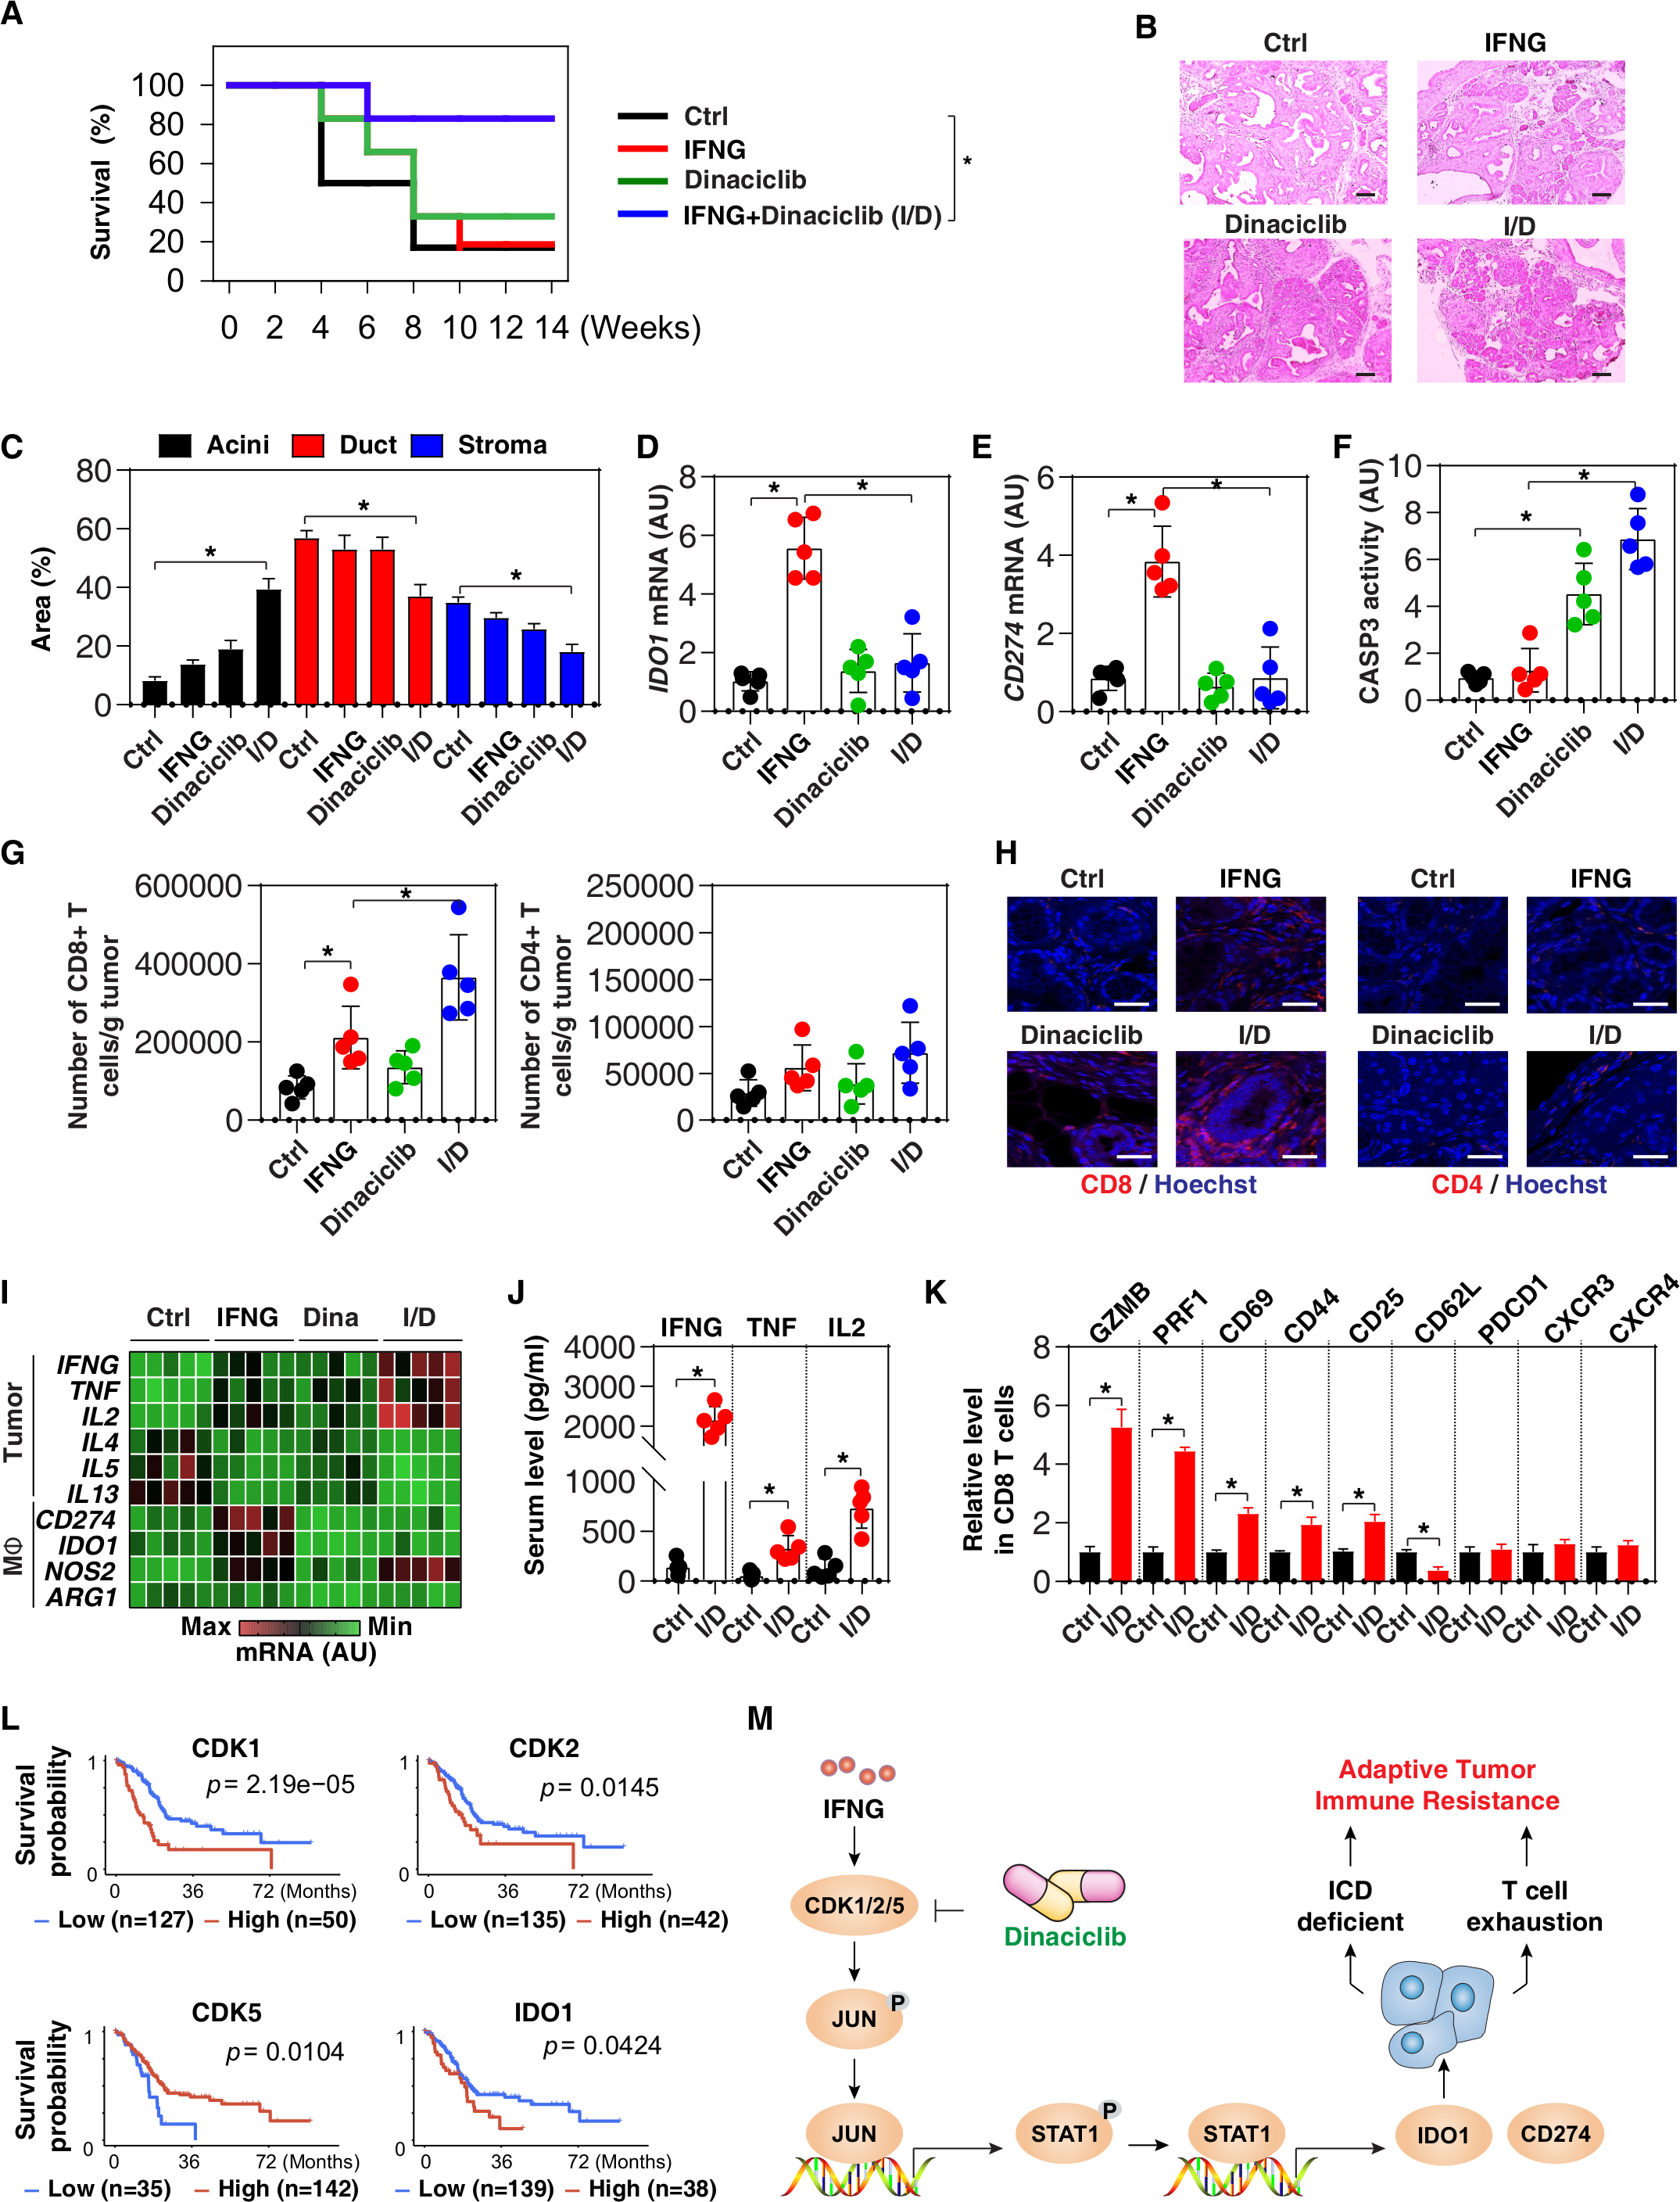 A
Survival (%)
100
80
60
40
20
0
0 2 4 6 8 10 12 14 (Weeks)
Ctrl
IFNG
Dinaciclib
IFNG+Dinaciclib (I/D)
*
B
Ctrl IFNG
Dinaciclib I/D
C
Acini Duct Stroma
Area (%)
80
60
40
20
0
* * *
Ctrl IFNG Dinaciclib I/D Ctrl IFNG Dinaciclib I/D Ctrl IFNG Dinaciclib I/D
D
IDO1 mRNA (AU)
8
6
4
2
0
* *
Ctrl IFNG Dinaciclib I/D
E
CD274 mRNA (AU)
6
4
2
0
* *
Ctrl IFNG Dinaciclib I/D
F
CASP3 activity (AU)
10
8
6
4
2
0
* *
Ctrl IFNG Dinaciclib I/D
G
Number of CD8+ T
cells/g tumor
600000
400000
200000
0
* *
Ctrl IFNG Dinaciclib I/D
Number of CD4+ T
cells/g tumor
250000
200000
150000
100000
50000
0
Ctrl IFNG Dinaciclib I/D
H
Ctrl IFNG Ctrl IFNG
Dinaciclib I/D Dinaciclib I/D
CD8 / Hoechst CD4 / Hoechst
I
Ctrl IFNG Dina I/D
Tumor
IFNG
TNF
IL2
IL4
IL5
IL13
MΦ
CD274
IDO1
NOS2
ARG1
Max Min
mRNA (AU)
J
IFNG TNF IL2
Serum level (pg/ml)
4000
3000
2000
1000
500
0
* * *
Ctrl I/D Ctrl I/D Ctrl I/D
K
GZMB PRF1 CD69 CD44 CD25 CD62L PDCD1 CXCR3 CXCR4
Relative level
in CD8 T cells
8
6
4
2
0
* * * * * *
Ctrl I/D Ctrl I/D Ctrl I/D Ctrl I/D Ctrl I/D Ctrl I/D Ctrl I/D Ctrl I/D Ctrl I/D
L
Survival
probability
CDK1
p = 2.19e−05
1
0
0 36 72 (Months)
Low (n=127) High (n=50)
CDK2
p = 0.0145
1
0
0 36 72 (Months)
Low (n=135) High (n=42)
Survival
probability
CDK5
p = 0.0104
1
0
0 36 72 (Months)
Low (n=35) High (n=142)
IDO1
p = 0.0424
1
0
0 36 72 (Months)
Low (n=139) High (n=38)
M
IFNG
CDK1/2/5
Dinaciclib
JUN P
JUN
STAT1 P
STAT1
IDO1 CD274
ICD
deficient
T cell
exhaustion
Adaptive Tumor
Immune Resistance